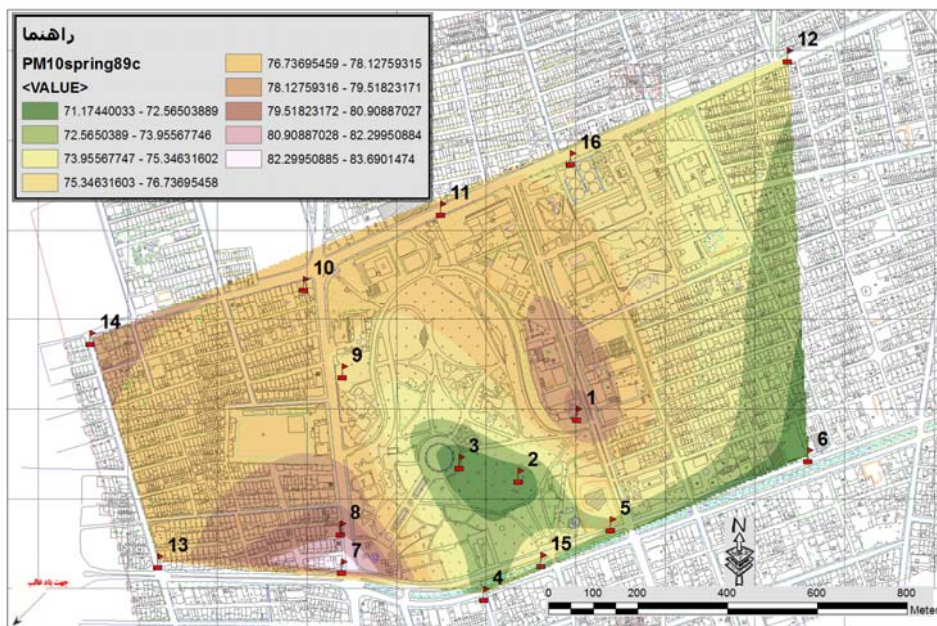 راهنما
PM10spring89c
<VALUE>
71.17440033 - 72.56503889
72.5650389 - 73.95567746
73.95567747 - 75.34631602
75.34631603 - 76.73695458
76.73695459 - 78.12759315
78.12759316 - 79.51823171
79.51823172 - 80.90887027
80.90887028 - 82.29950884
82.29950885 - 83.6901474
12
16
11
10
14
9
1
3
2
6
8
5
13
7
15
4
جهت باد غالب
N
0 100 200 400 600 800
Meter